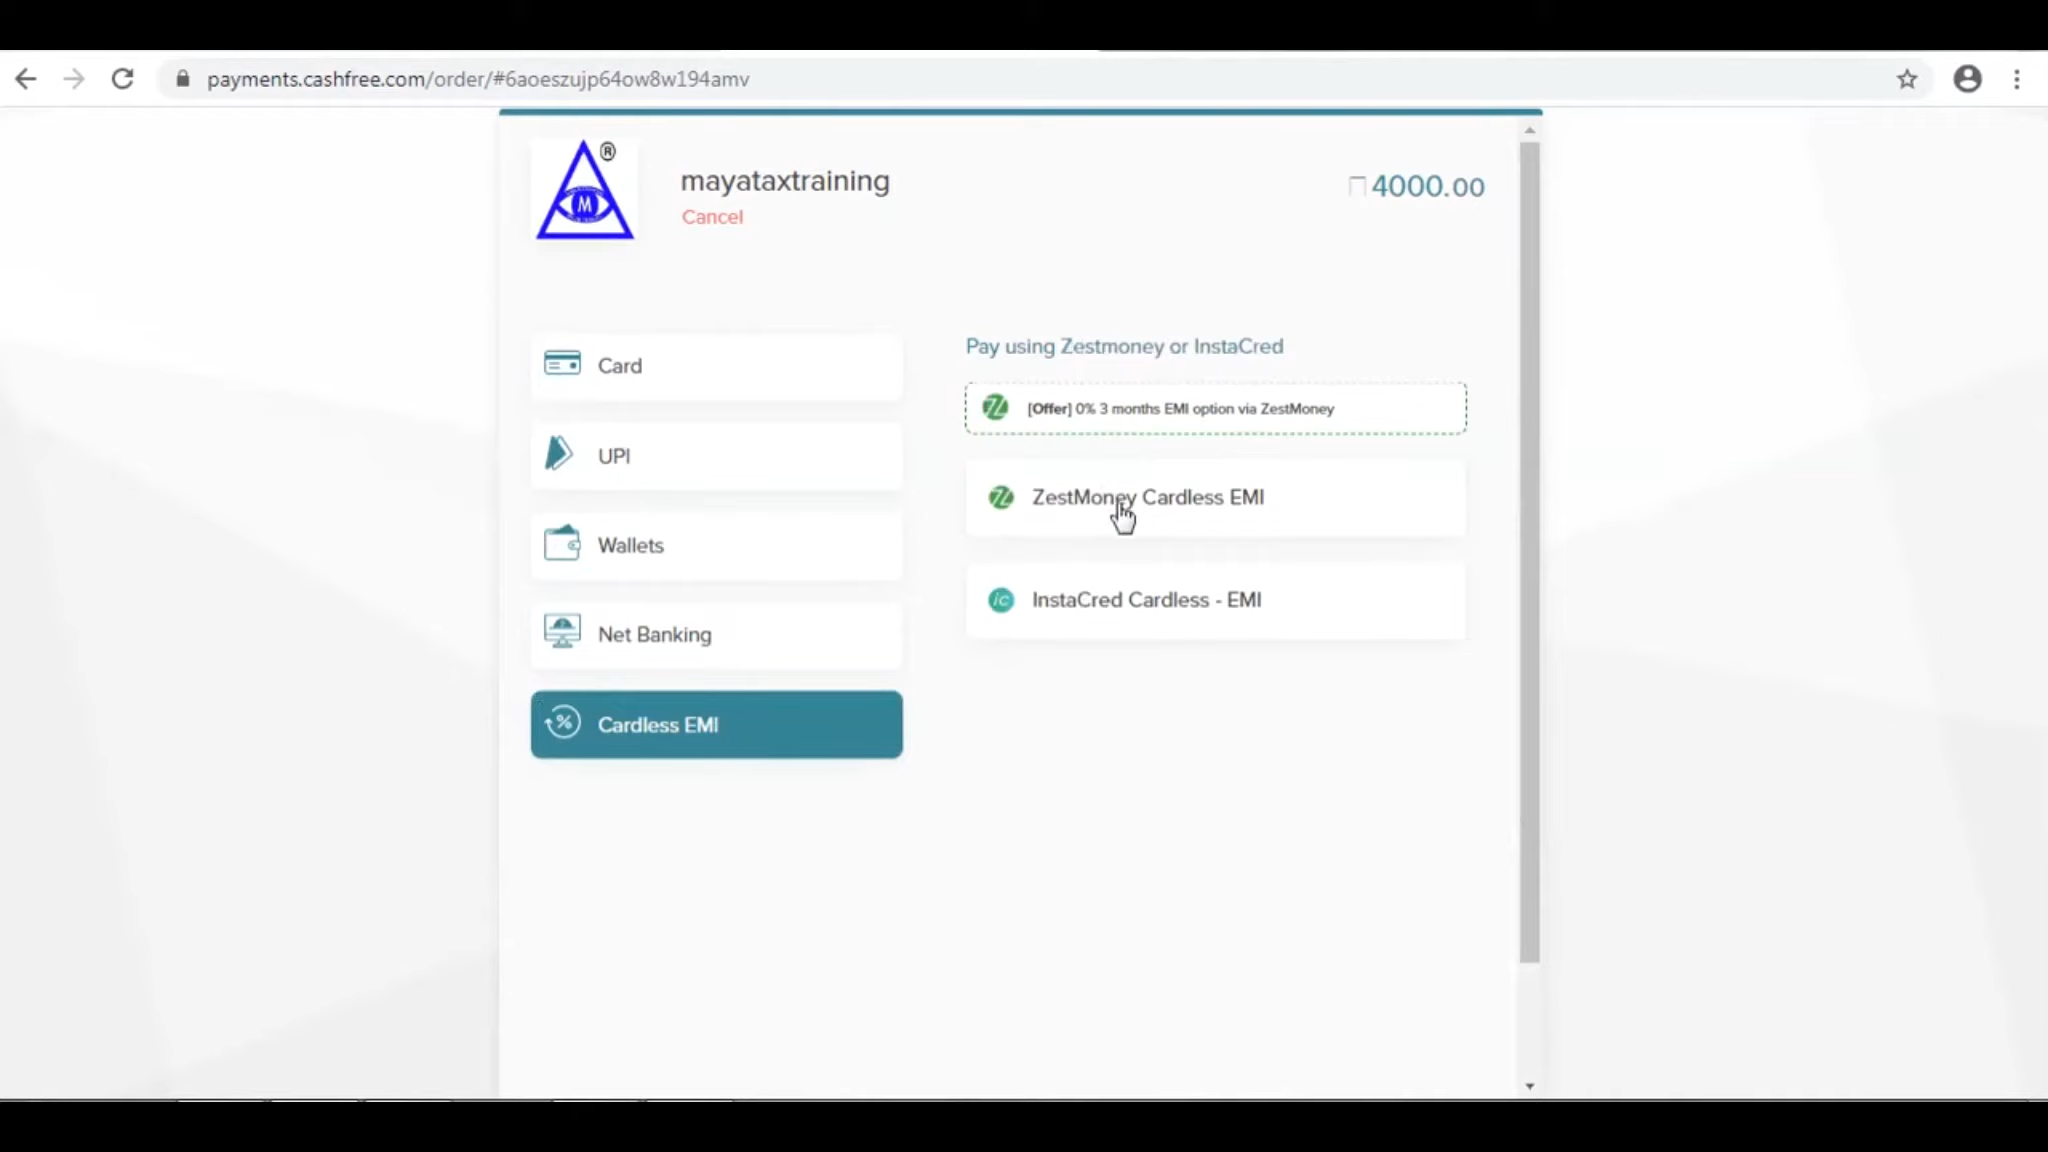 payments.cashfree.com/order/#6aoeszujp64ow8w194amv
®
M
mayataxtraining
4000.00
Cancel
Card
UPI
Wallets
Net Banking
% Cardless EMI
Pay using Zestmoney or InstaCred
[Offer] 0% 3 months EMI option via ZestMoney
ZestMoney Cardless EMI
ic InstaCred Cardless - EMI